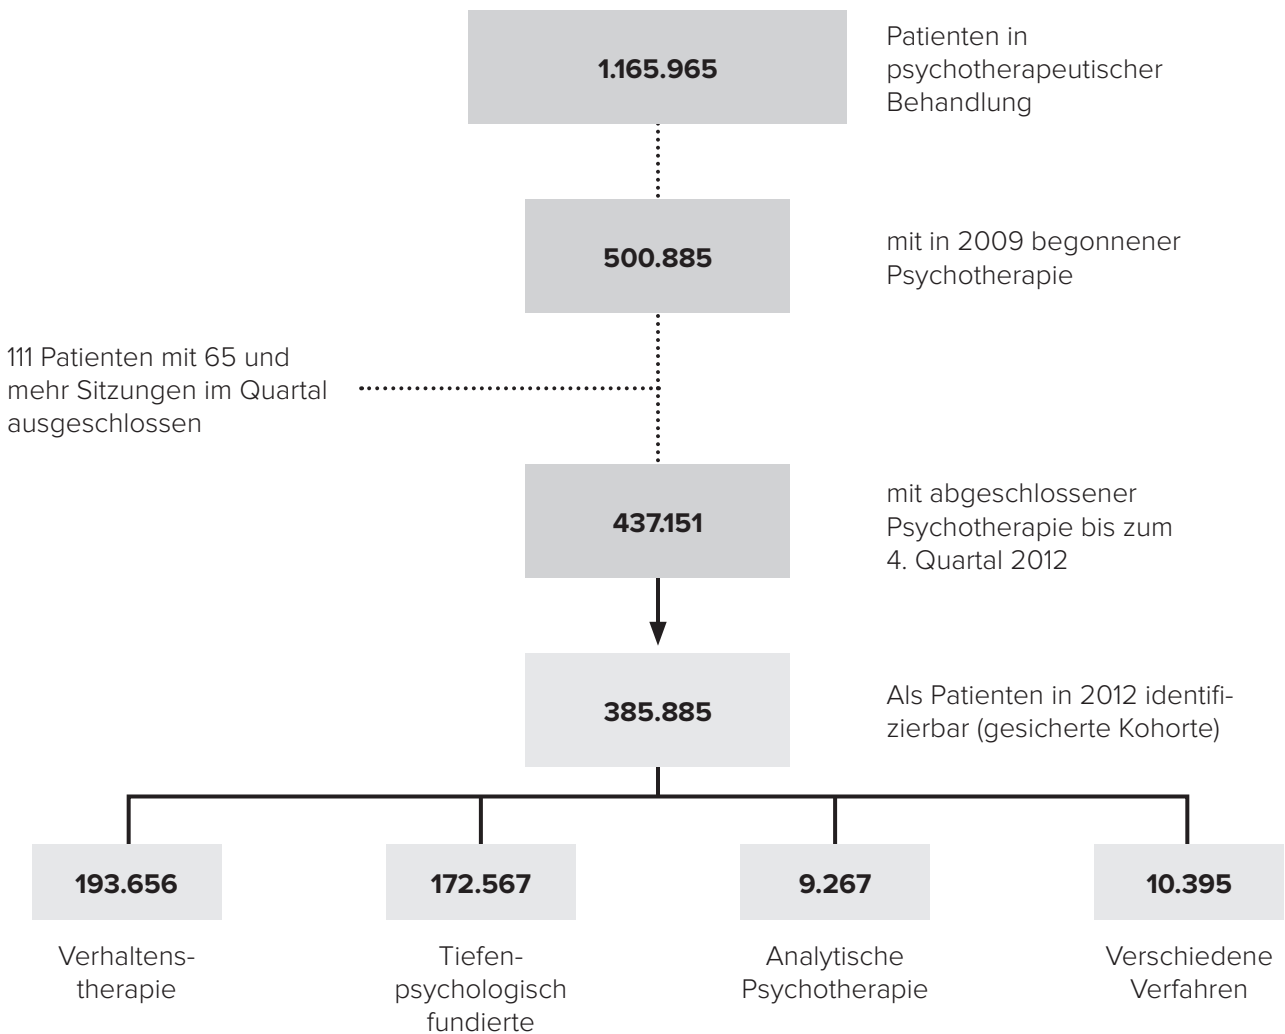 1.165.965
Patienten in
psychotherapeutischer
Behandlung
500.885
mit in 2009 begonnener
Psychotherapie
111 Patienten mit 65 und
mehr Sitzungen im Quartal
ausgeschlossen
437.151
mit abgeschlossener
Psychotherapie bis zum
4. Quartal 2012
385.885
Als Patienten in 2012 identifi-
zierbar (gesicherte Kohorte)
193.656
Verhaltens-
therapie
172.567
Tiefen-
psychologisch
fundierte
9.267
Analytische
Psychotherapie
10.395
Verschiedene
Verfahren